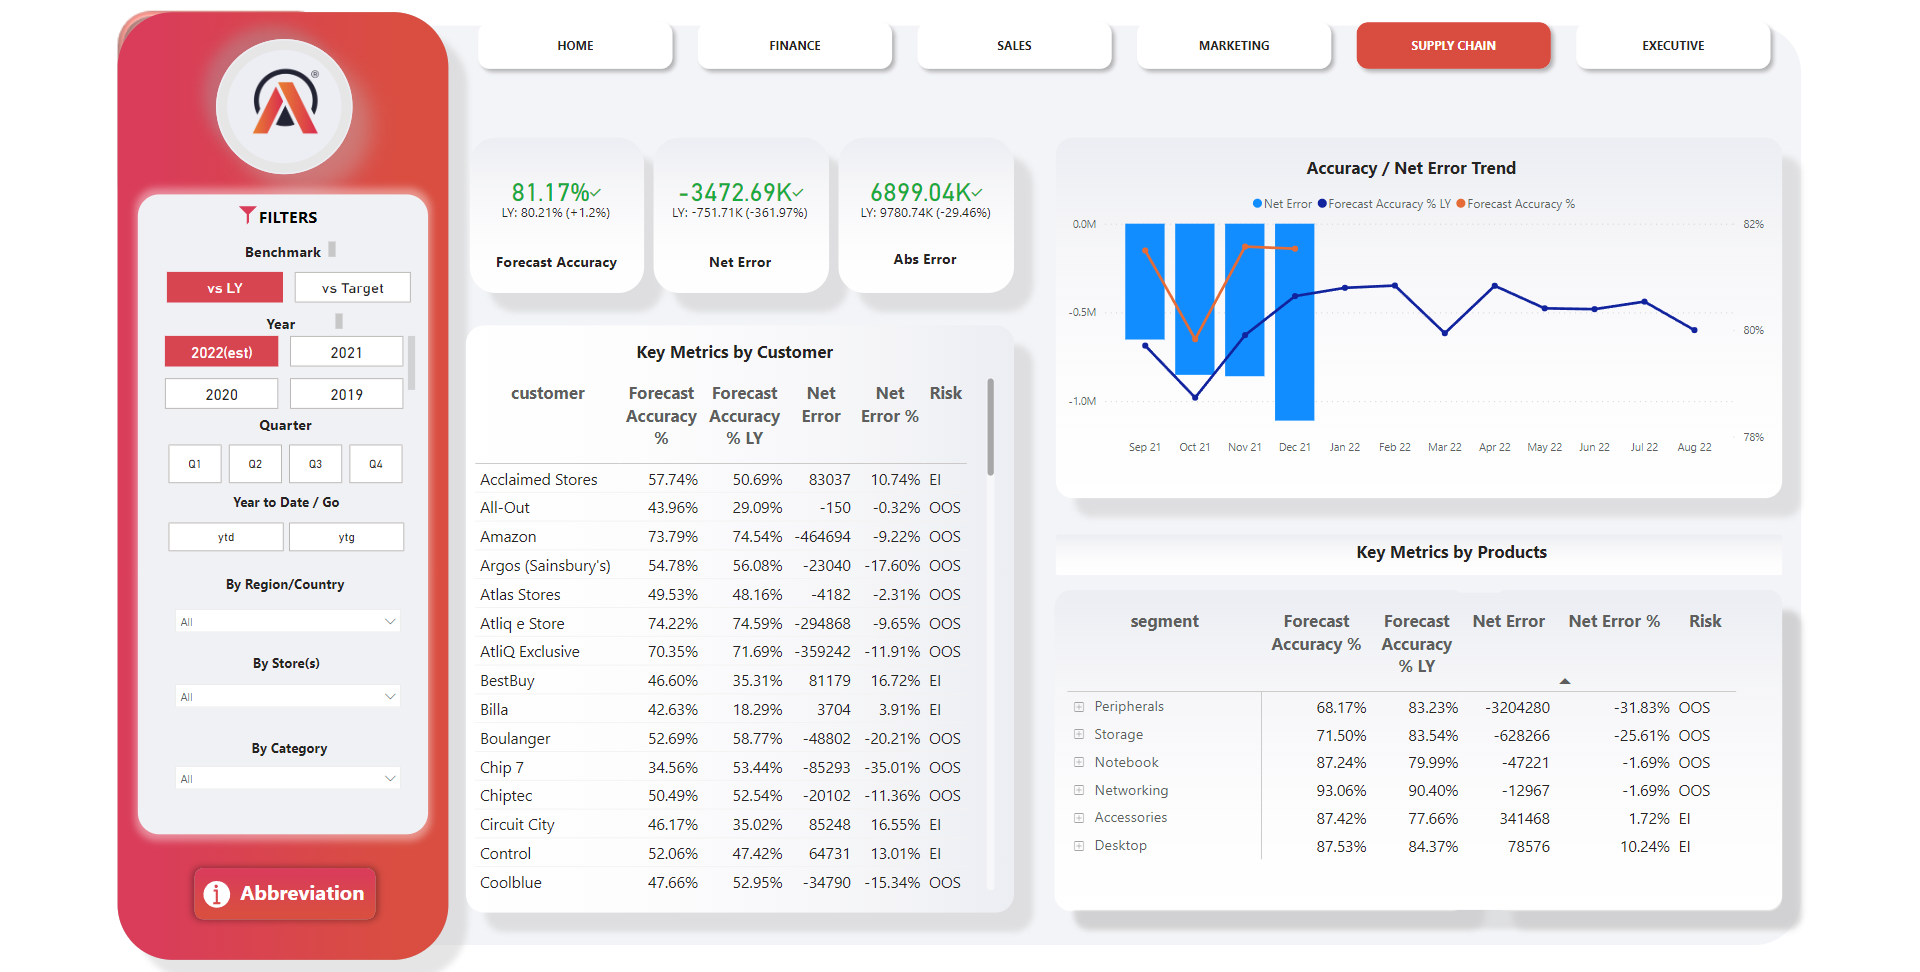 HOME
FINANCE
SALES
MARKETING
SUPPLY CHAIN
EXECUTIVE
®
FILTERS
Benchmark
vs LY
vs Target
Year
2022(est)
2021
2020
2019
Quarter
Q1
Q2
Q3
Q4
Year to Date / Go
ytd
ytg
By Region/Country
All
By Store(s)
All
By Category
All
i Abbreviation
81.17%
LY: 80.21% (+1.2%)
Forecast Accuracy
-3472.69K
LY: -751.71K (-361.97%)
Net Error
6899.04K
LY: 9780.74K (-29.46%)
Abs Error
Key Metrics by Customer
customer Forecast Accuracy % Forecast Accuracy % LY Net Error Net Error % Risk
Acclaimed Stores 57.74% 50.69% 83037 10.74% EI
All-Out 43.96% 29.09% -150 -0.32% OOS
Amazon 73.79% 74.54% -464694 -9.22% OOS
Argos (Sainsbury's) 54.78% 56.08% -23040 -17.60% OOS
Atlas Stores 49.53% 48.16% -4182 -2.31% OOS
Atliq e Store 74.22% 74.59% -294868 -9.65% OOS
AtliQ Exclusive 70.35% 71.69% -359242 -11.91% OOS
BestBuy 46.60% 35.31% 81179 16.72% EI
Billa 42.63% 18.29% 3704 3.91% EI
Boulanger 52.69% 58.77% -48802 -20.21% OOS
Chip 7 34.56% 53.44% -85293 -35.01% OOS
Chiptec 50.49% 52.54% -20102 -11.36% OOS
Circuit City 46.17% 35.02% 85248 16.55% EI
Control 52.06% 47.42% 64731 13.01% EI
Coolblue 47.66% 52.95% -34790 -15.34% OOS
Accuracy / Net Error Trend
Net Error Forecast Accuracy % LY Forecast Accuracy %
0.0M
-0.5M
-1.0M
82%
80%
78%
Sep 21 Oct 21 Nov 21 Dec 21 Jan 22 Feb 22 Mar 22 Apr 22 May 22 Jun 22 Jul 22 Aug 22
Key Metrics by Products
segment Forecast Accuracy % Forecast Accuracy % LY Net Error Net Error % Risk
Peripherals 68.17% 83.23% -3204280 -31.83% OOS
Storage 71.50% 83.54% -628266 -25.61% OOS
Notebook 87.24% 79.99% -47221 -1.69% OOS
Networking 93.06% 90.40% -12967 -1.69% OOS
Accessories 87.42% 77.66% 341468 1.72% EI
Desktop 87.53% 84.37% 78576 10.24% EI